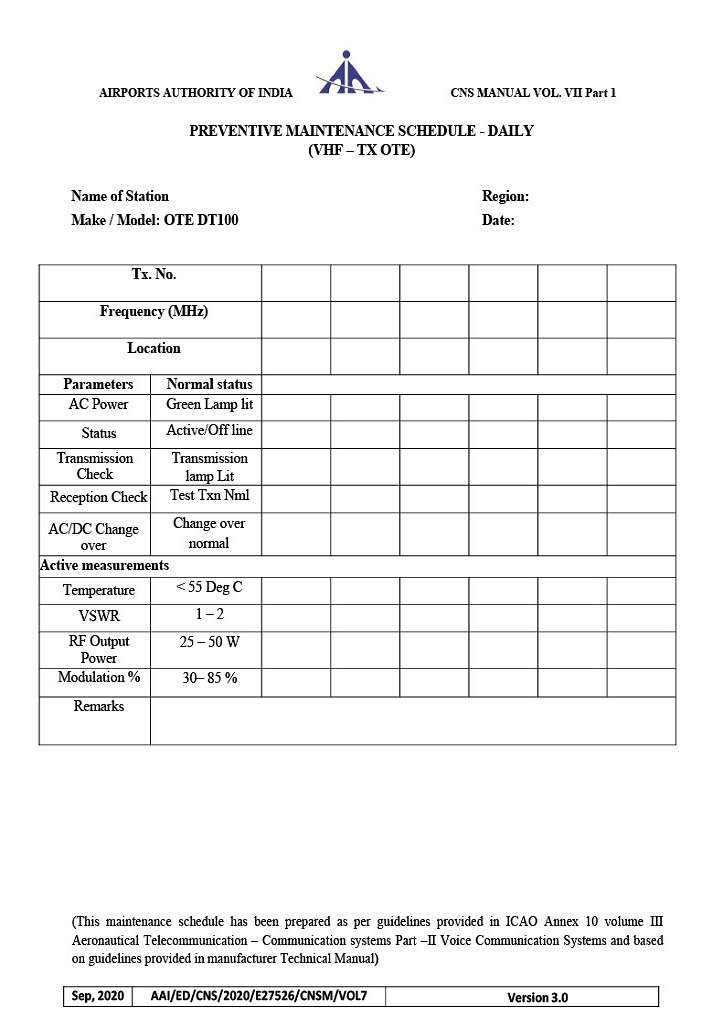 AIRPORTS AUTHORITY OF INDIA CNS MANUAL VOL. VII Part 1
PREVENTIVE MAINTENANCE SCHEDULE - DAILY
(VHF – TX OTE)
Name of Station Region:
Make / Model: OTE DT100 Date:
Tx. No.
Frequency (MHz)
Location
Parameters Normal status
AC Power Green Lamp lit
Status Active/Off line
Transmission Check Transmission lamp Lit
Reception Check Test Txn Nml
AC/DC Change over Change over normal
Active measurements
Temperature < 55 Deg C
VSWR 1 – 2
RF Output Power 25 – 50 W
Modulation % 30– 85 %
Remarks
(This maintenance schedule has been prepared as per guidelines provided in ICAO Annex 10 volume III
Aeronautical Telecommunication – Communication systems Part –II Voice Communication Systems and based
on guidelines provided in manufacturer Technical Manual)
Sep, 2020 AAI/ED/CNS/2020/E27526/CNSM/VOL7 Version 3.0